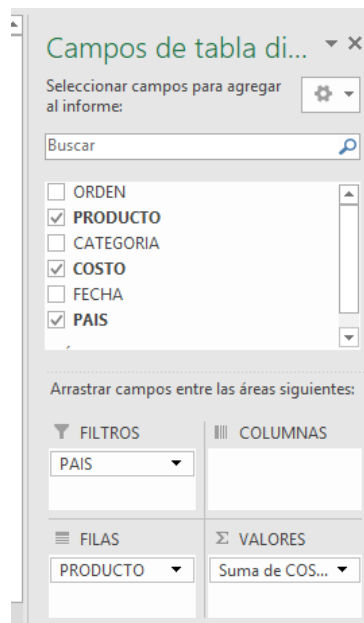 Campos de tabla di...
Seleccionar campos para agregar
al informe:
Buscar
ORDEN
PRODUCTO
CATEGORIA
COSTO
FECHA
PAIS
Arrastrar campos entre las áreas siguientes:
FILTROS
COLUMNAS
PAIS
FILAS
Σ VALORES
PRODUCTO
Suma de COS...